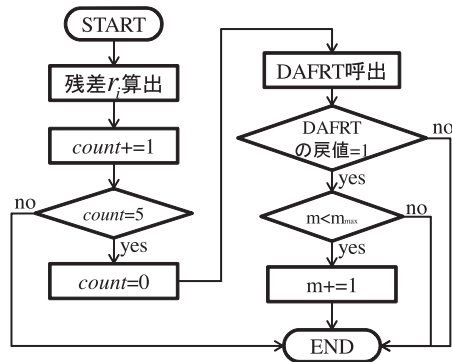 START
残差r_i算出
count+=1
count=5
no
yes
count=0
DAFRT呼出
DAFRT
の戻値=1
no
yes
m<m_max
no
yes
m+=1
END